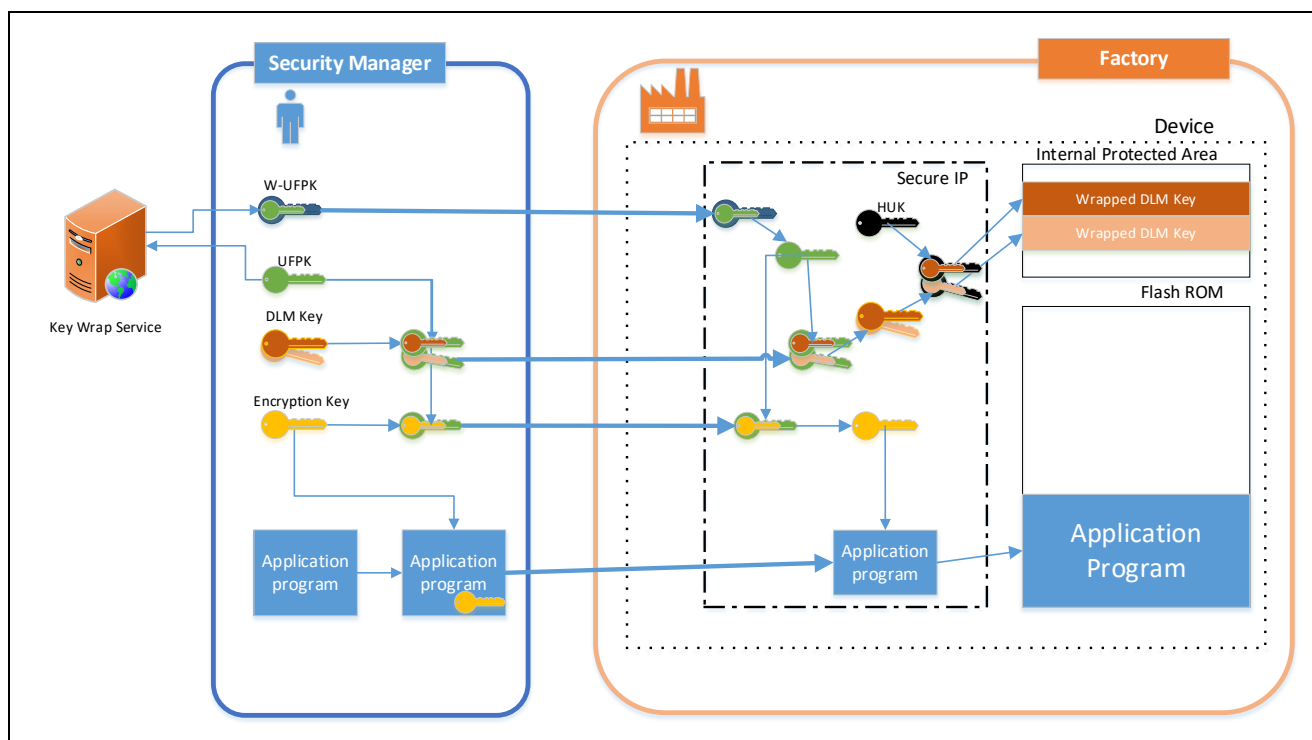 Security Manager
Factory
Device
Internal Protected Area
Secure IP
W-UFPK
HUK
Wrapped DLM Key
Wrapped DLM Key
UFPK
Flash ROM
Key Wrap Service
DLM Key
Encryption Key
Application
program
Application
program
Application
program
Application
Program